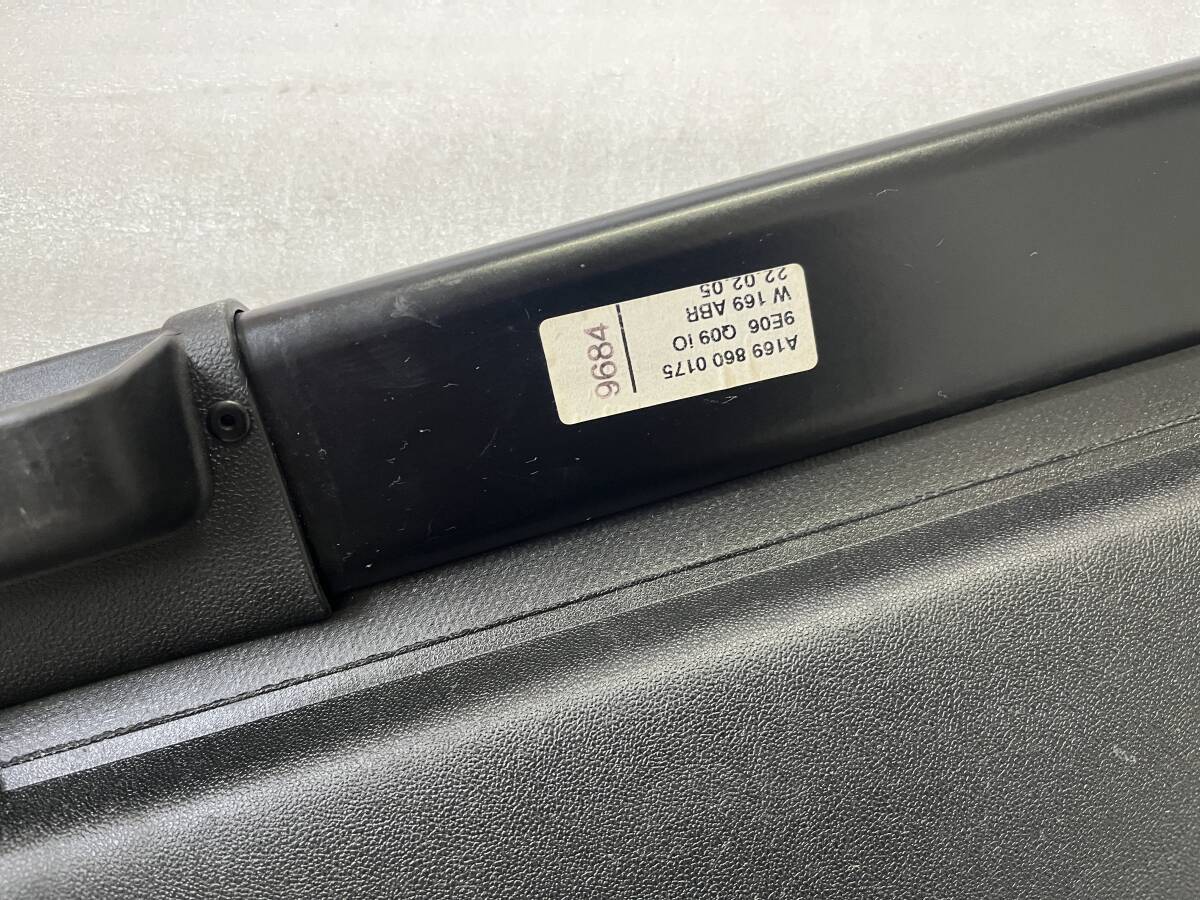 A169 860 0175
9E06 Q09 iO
W 169 ABR
22.02.05
9684